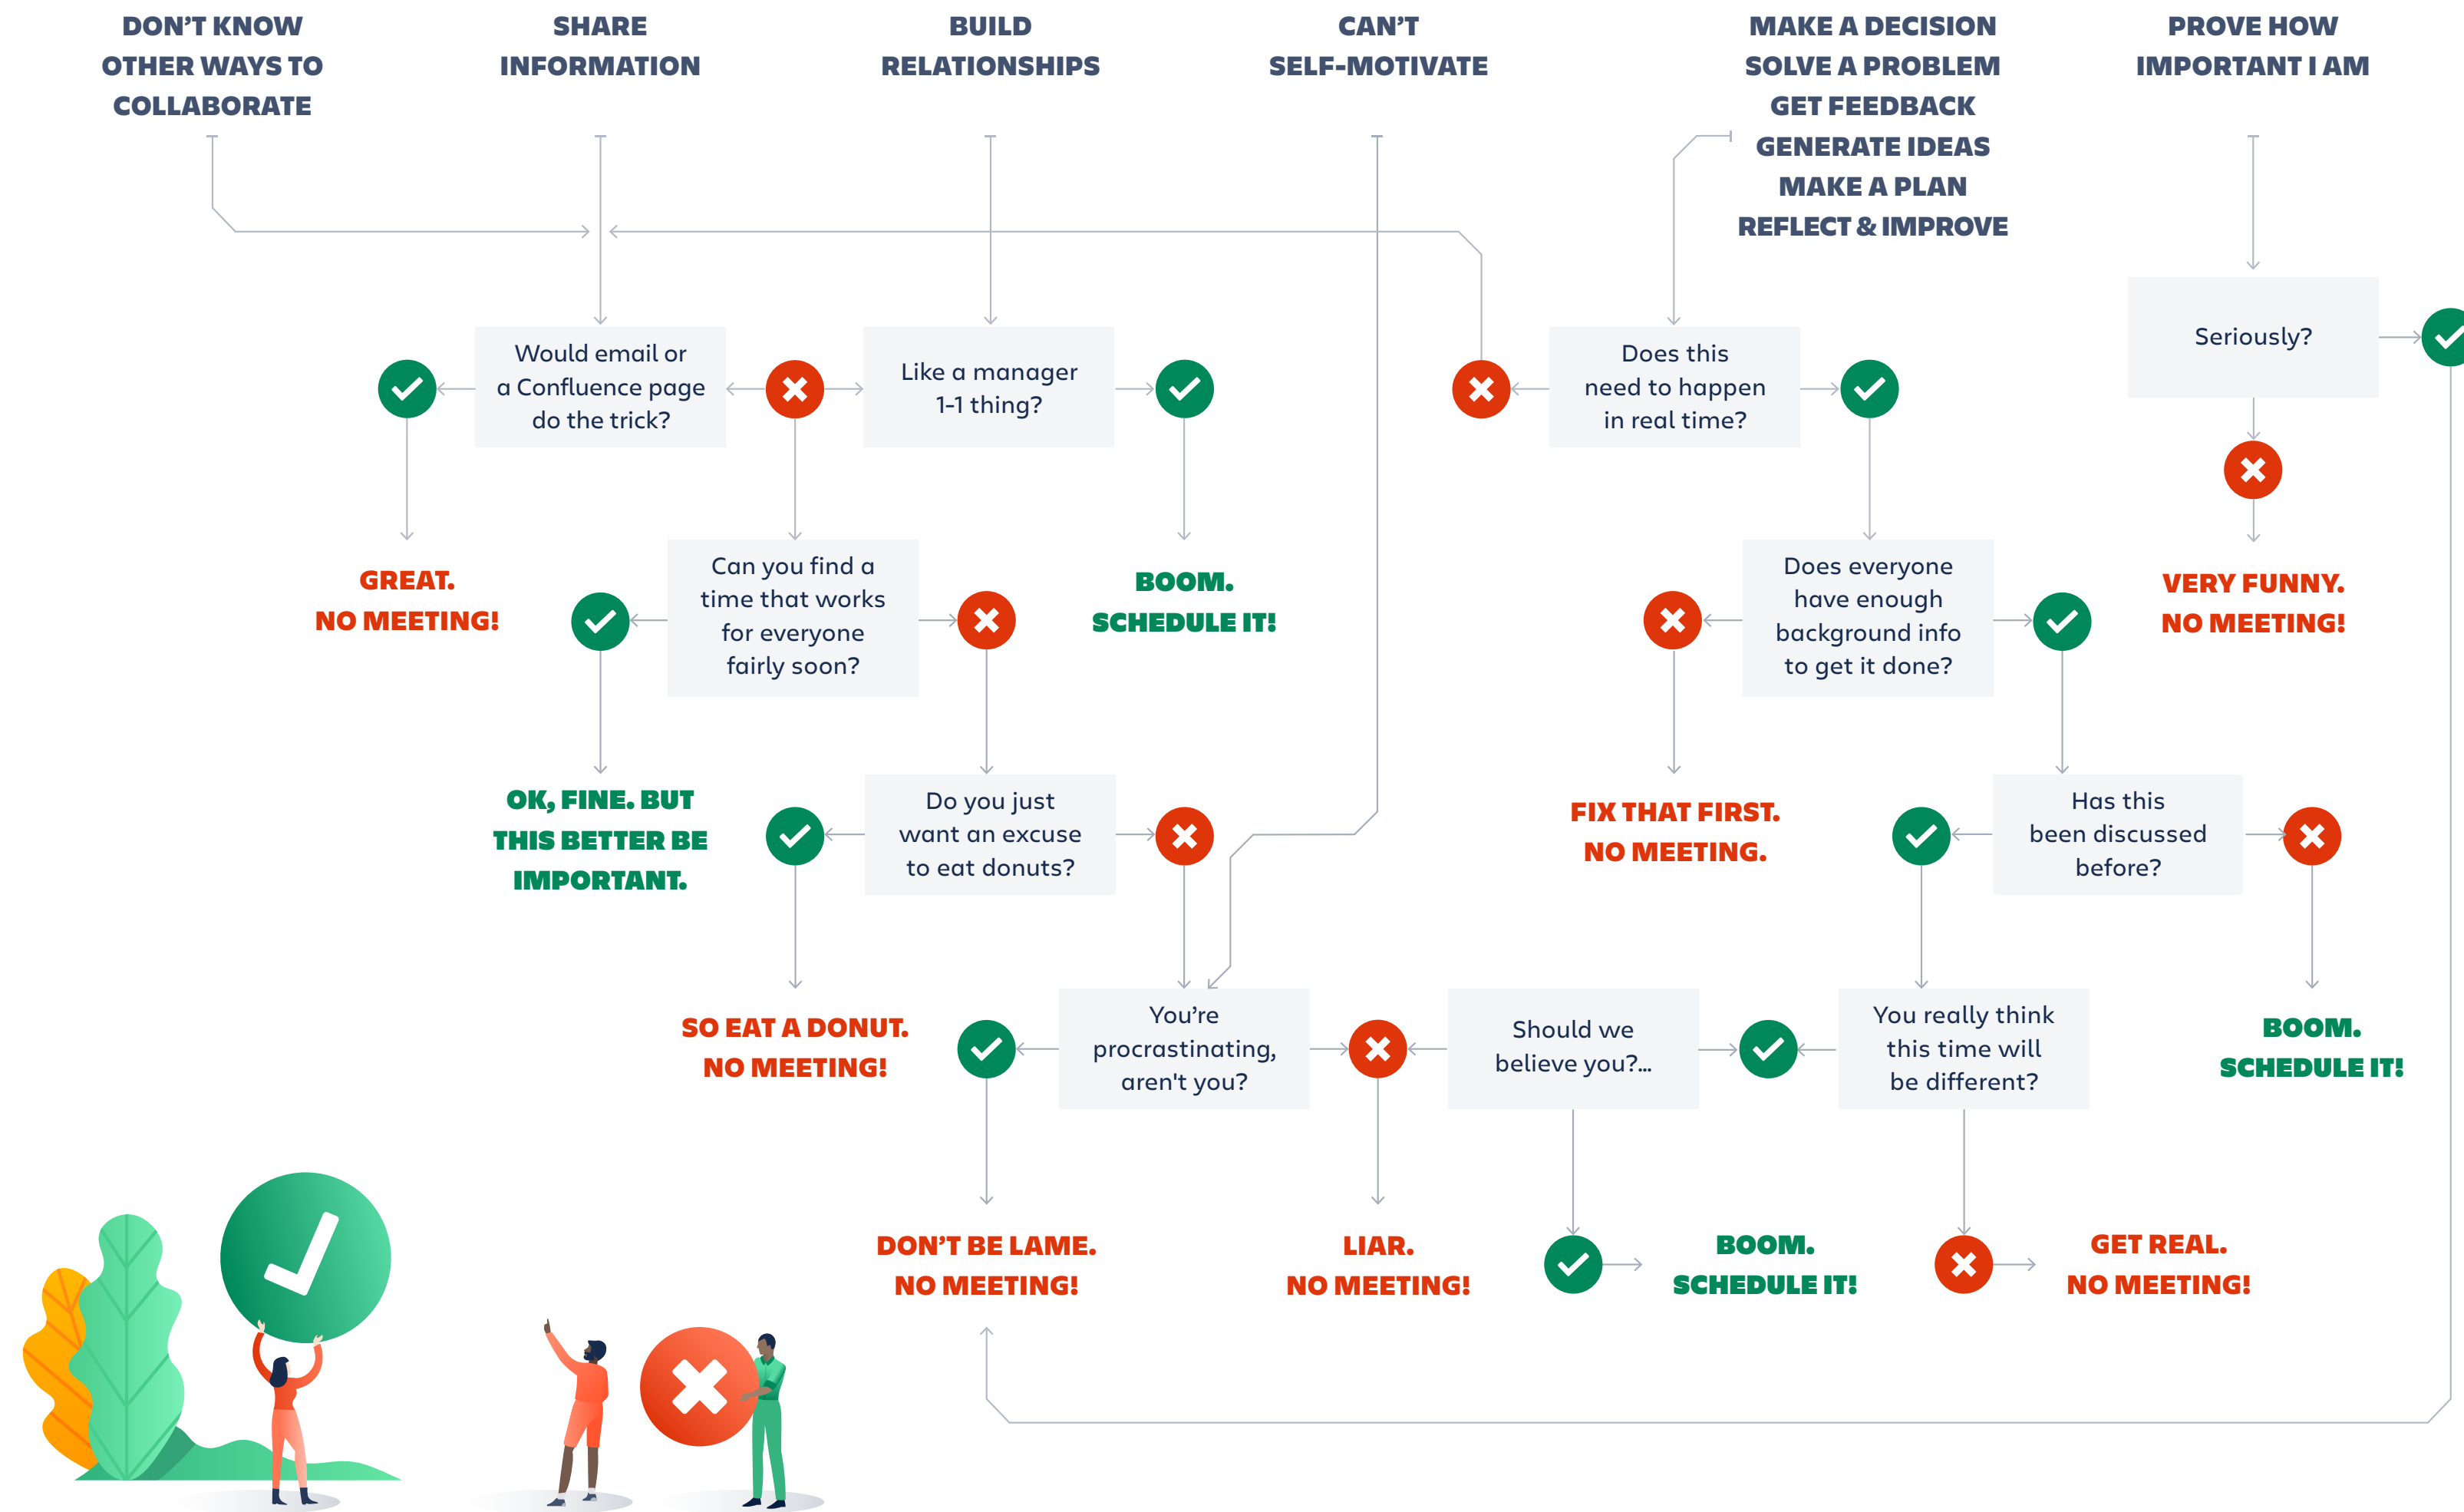 DON’T KNOW
OTHER WAYS TO
COLLABORATE
SHARE
INFORMATION
BUILD
RELATIONSHIPS
CAN’T
SELF-MOTIVATE
MAKE A DECISION
SOLVE A PROBLEM
GET FEEDBACK
GENERATE IDEAS
MAKE A PLAN
REFLECT & IMPROVE
PROVE HOW
IMPORTANT I AM
Would email or
a Confluence page
do the trick?
Like a manager
1-1 thing?
Does this
need to happen
in real time?
Seriously?
GREAT.
NO MEETING!
Can you find a
time that works
for everyone
fairly soon?
BOOM.
SCHEDULE IT!
Does everyone
have enough
background info
to get it done?
VERY FUNNY.
NO MEETING!
OK, FINE. BUT
THIS BETTER BE
IMPORTANT.
Do you just
want an excuse
to eat donuts?
FIX THAT FIRST.
NO MEETING.
Has this
been discussed
before?
SO EAT A DONUT.
NO MEETING!
You’re
procrastinating,
aren't you?
Should we
believe you?...
You really think
this time will
be different?
BOOM.
SCHEDULE IT!
DON’T BE LAME.
NO MEETING!
LIAR.
NO MEETING!
BOOM.
SCHEDULE IT!
GET REAL.
NO MEETING!